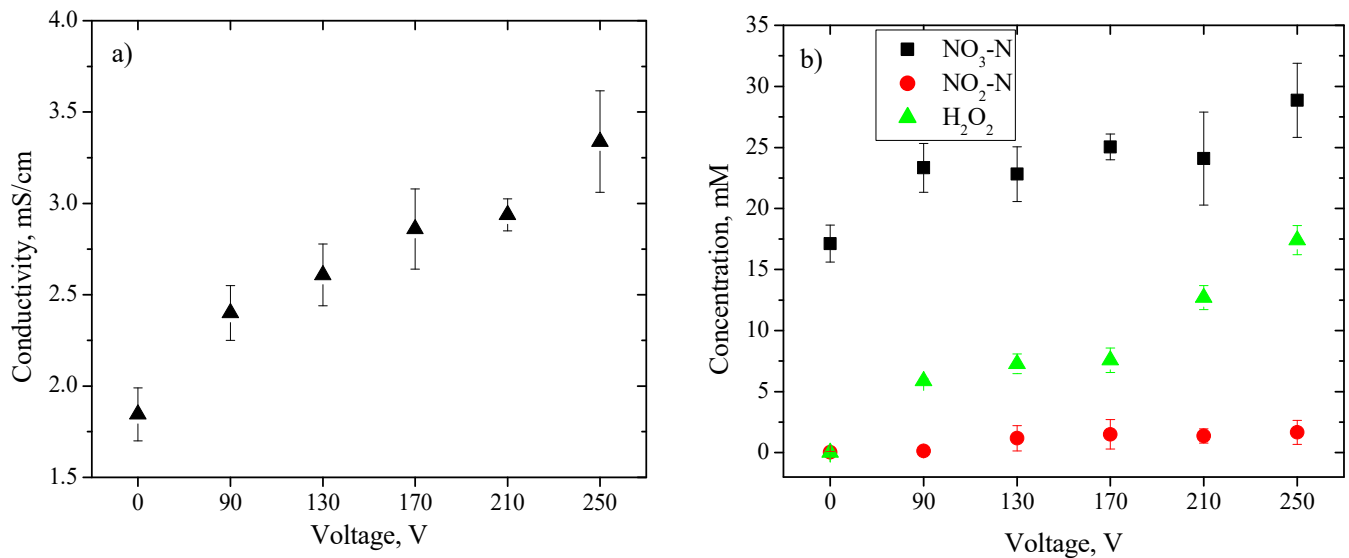 a)
Conductivity, mS/cm
4.0
3.5
3.0
2.5
2.0
1.5
0 90 130 170 210 250
Voltage, V
b)
NO₃-N
NO₂-N
H₂O₂
Concentration, mM
35
30
25
20
15
10
5
0
0 90 130 170 210 250
Voltage, V